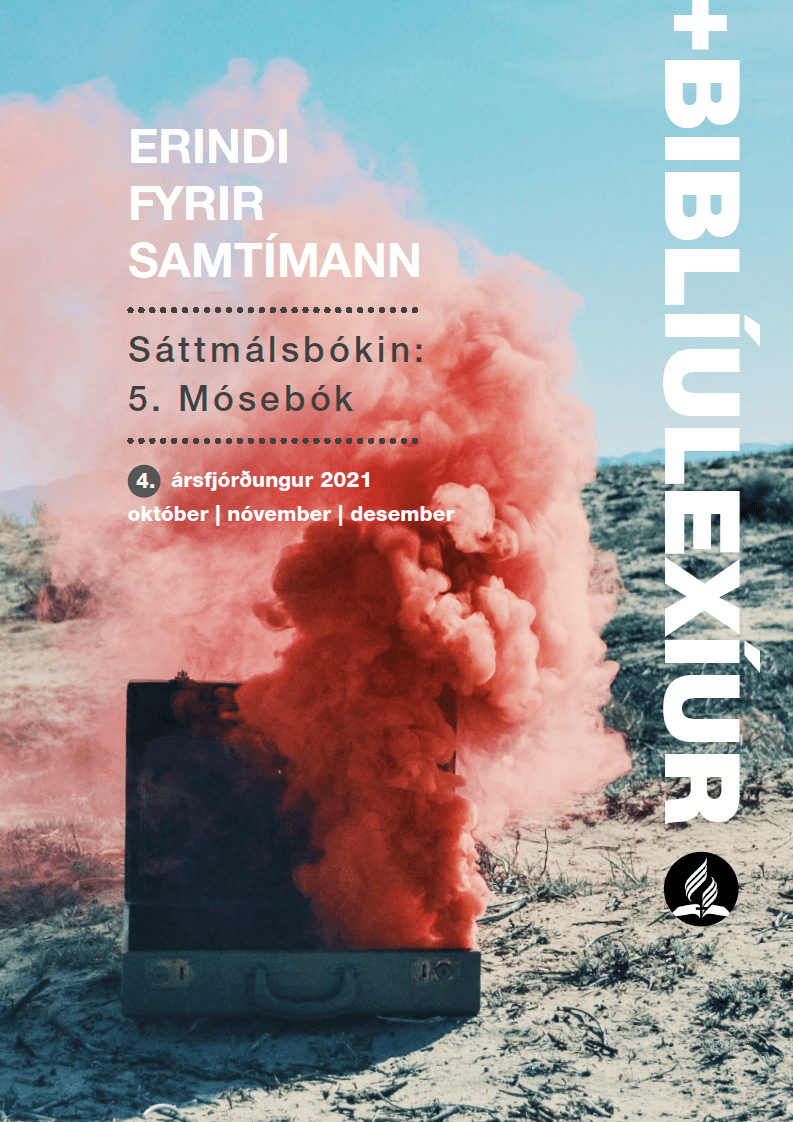 ERINDI
FYRIR
SAMTÍMANN
Sáttmálsbókin:
5. Mósebók
4. ársfjórðungur 2021
október | nóvember | desember
+BIBLÍULEXÍUR